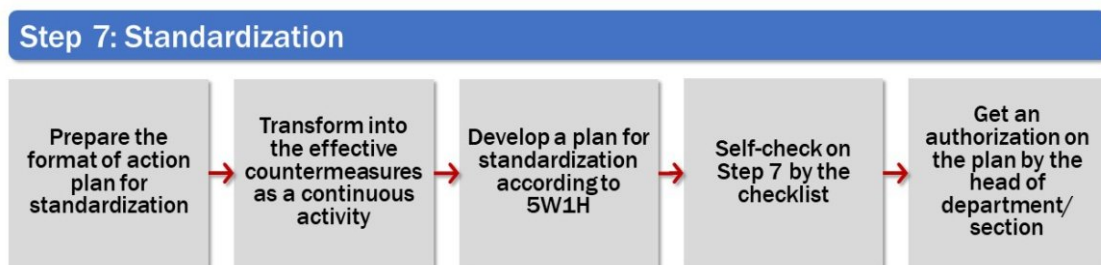 Step 7: Standardization
Prepare the
format of action
plan for
standardization
Transform into
the effective
countermeasures
as a continuous
activity
Develop a plan for
standardization
according to
5W1H
Self-check on
Step 7 by the
checklist
Get an
authorization on
the plan by the
head of
department/
section